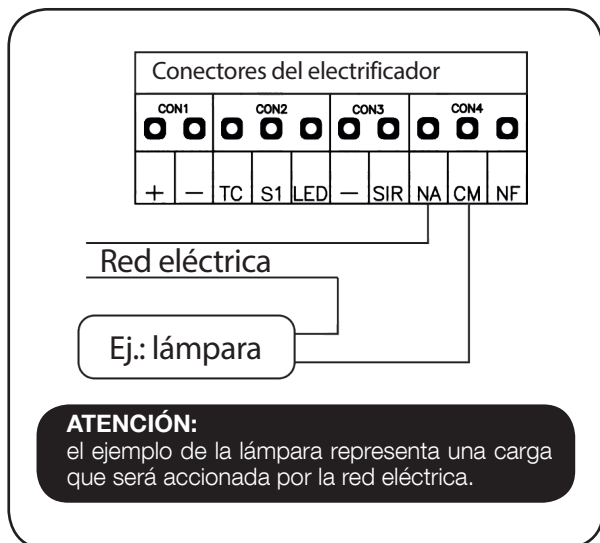 Conectores del electrificador
CON1 CON2 CON3 CON4
+ – TC S1 LED – SIR NA CM NF
Red eléctrica
Ej.: lámpara
ATENCIÓN:
el ejemplo de la lámpara representa una carga
que será accionada por la red eléctrica.